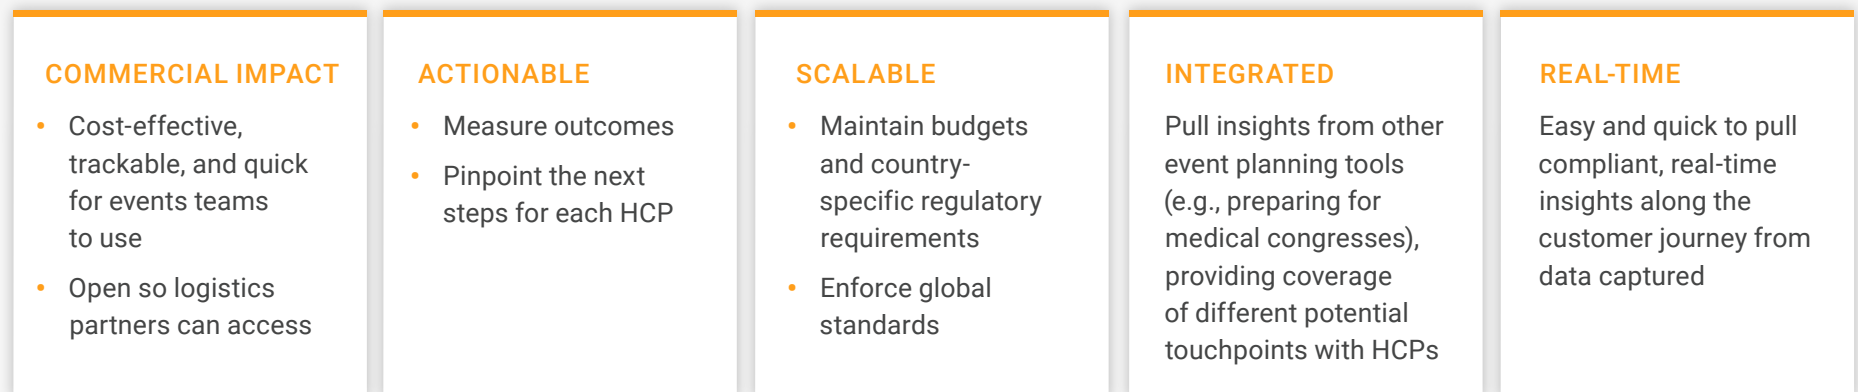 COMMERCIAL IMPACT
• Cost-effective,
trackable, and quick
for events teams
to use
• Open so logistics
partners can access
ACTIONABLE
• Measure outcomes
• Pinpoint the next
steps for each HCP
SCALABLE
• Maintain budgets
and country-
specific regulatory
requirements
• Enforce global
standards
INTEGRATED
Pull insights from other
event planning tools
(e.g., preparing for
medical congresses),
providing coverage
of different potential
touchpoints with HCPs
REAL-TIME
Easy and quick to pull
compliant, real-time
insights along the
customer journey from
data captured